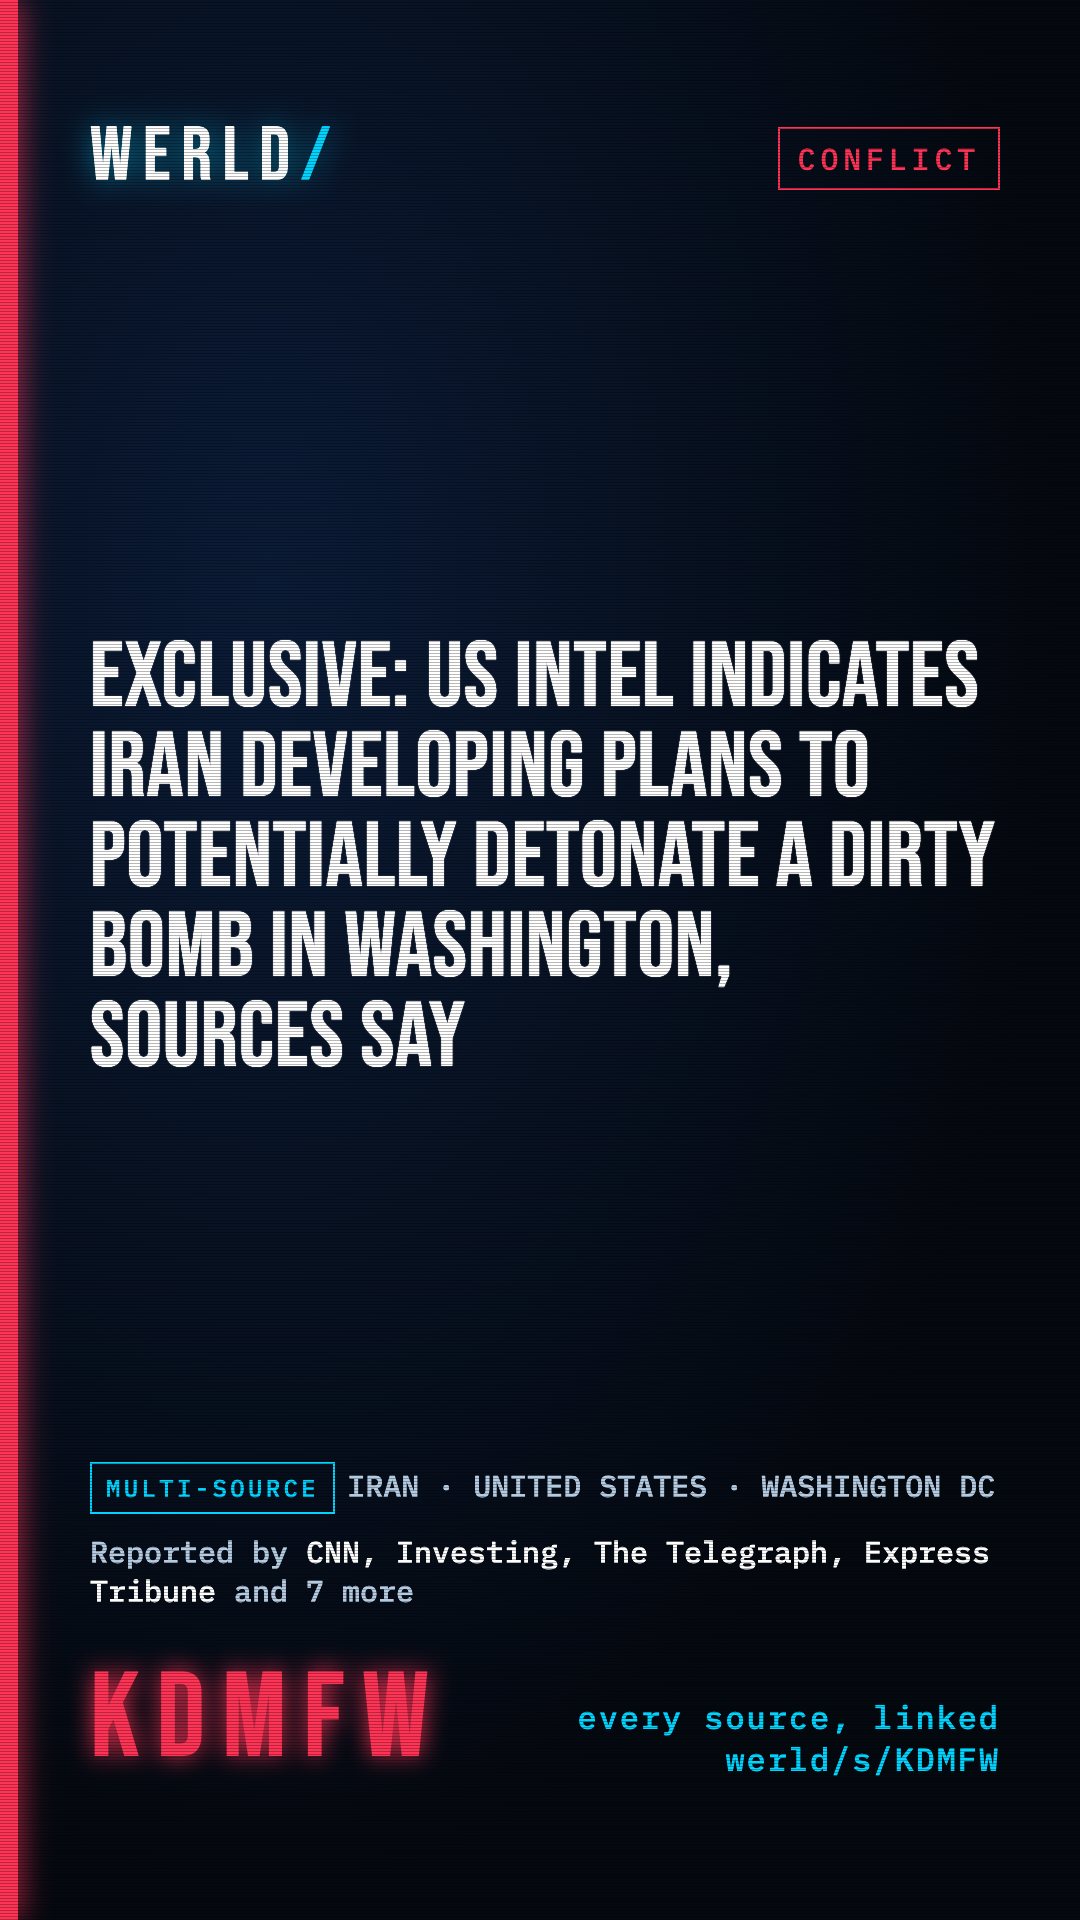 WERLD/
CONFLICT
EXCLUSIVE: US INTEL INDICATES
IRAN DEVELOPING PLANS TO
POTENTIALLY DETONATE A DIRTY
BOMB IN WASHINGTON,
SOURCES SAY
MULTI-SOURCE IRAN · UNITED STATES · WASHINGTON DC
Reported by CNN, Investing, The Telegraph, Express
Tribune and 7 more
KDMFW
every source, linked
werld/s/KDMFW